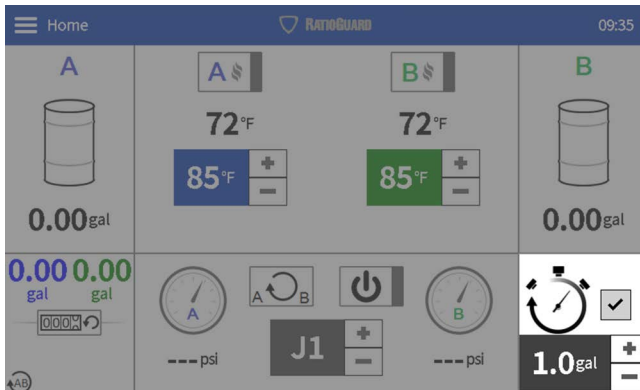 Home RATIOGUARD 09:35
A A B B
72°F 72°F
85°F + 85°F +
− −
0.00gal 0.00gal
0.00 0.00
gal gal
A A B B
000
---psi J1 + ---psi 1.0gal +
− −
AB